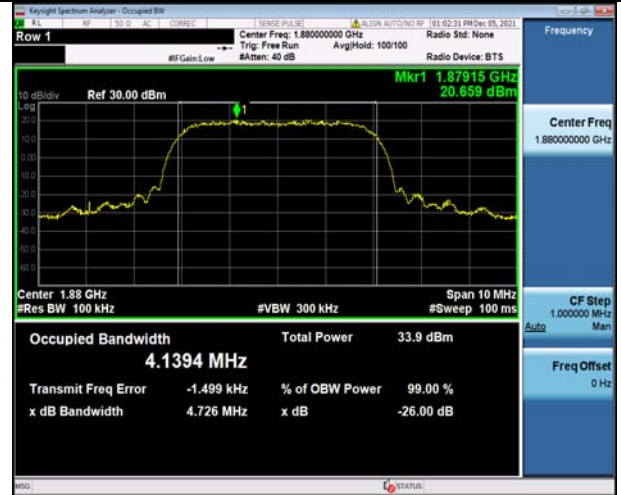 Keysight Spectrum Analyzer - Occupied BW
RL RF 50 Ω AC CORREC SENSE:PULSE ALIGN AUTO/NO RF 01:02:31 PM Dec 05, 2021
Row 1 Center Freq: 1.880000000 GHz Radio Std: None
Trig: Free Run Avg|Hold: 100/100
#IFGain:Low #Atten: 40 dB Radio Device: BTS
Mkr1 1.87915 GHz
10 dB/div Ref 30.00 dBm 20.659 dBm
Log
20.0
10.0
0.00
-10.0
-20.0
-30.0
-40.0
-50.0
-60.0
1
Center 1.88 GHz Span 10 MHz
#Res BW 100 kHz #VBW 300 kHz #Sweep 100 ms
Occupied Bandwidth Total Power 33.9 dBm
4.1394 MHz
Transmit Freq Error -1.499 kHz % of OBW Power 99.00 %
x dB Bandwidth 4.726 MHz x dB -26.00 dB
MSG STATUS
Frequency
Center Freq
1.880000000 GHz
CF Step
1.000000 MHz
Auto Man
Freq Offset
0 Hz